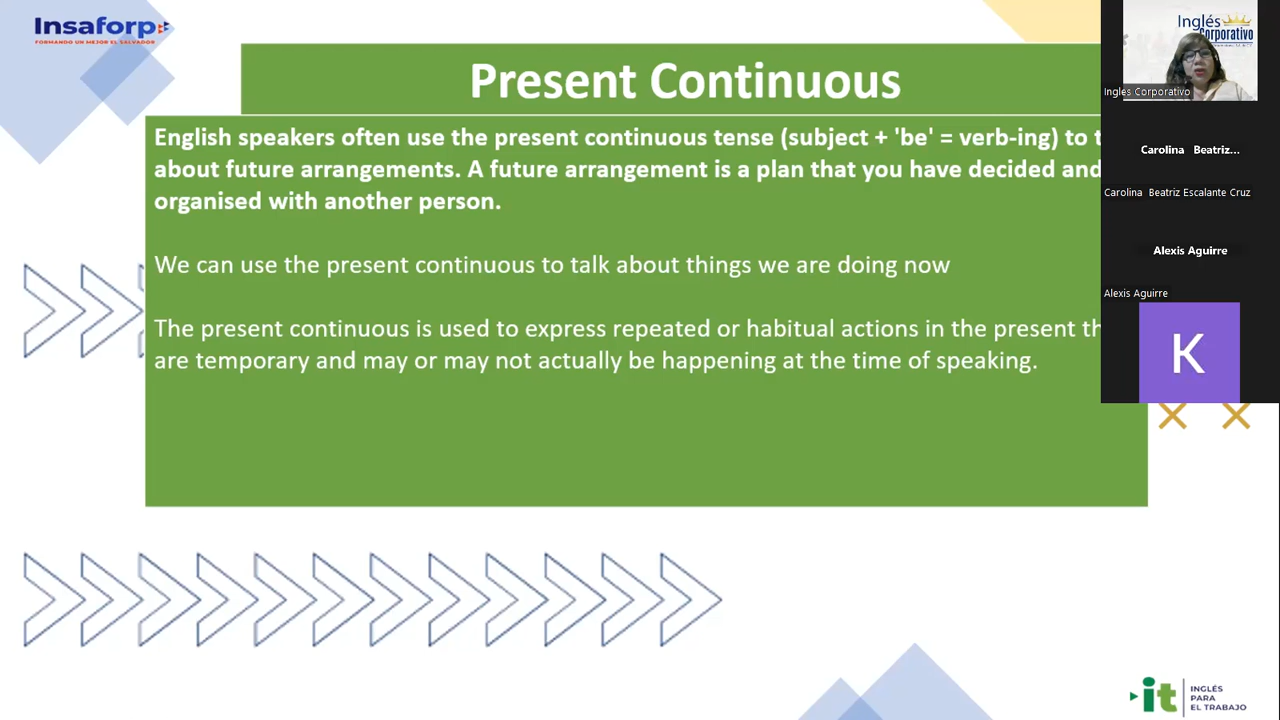 Insaforp
FORMANDO UN MEJOR EL SALVADOR
Present Continuous
English speakers often use the present continuous tense (subject + 'be' = verb-ing) to
about future arrangements. A future arrangement is a plan that you have decided and
organised with another person.
We can use the present continuous to talk about things we are doing now
The present continuous is used to express repeated or habitual actions in the present
are temporary and may or may not actually be happening at the time of speaking.
Inglés
Corporativo
Ingles Corporativo
Carolina Beatriz...
Carolina Beatriz Escalante Cruz
Alexis Aguirre
Alexis Aguirre
K
it
INGLÉS
PARA
EL TRABAJO